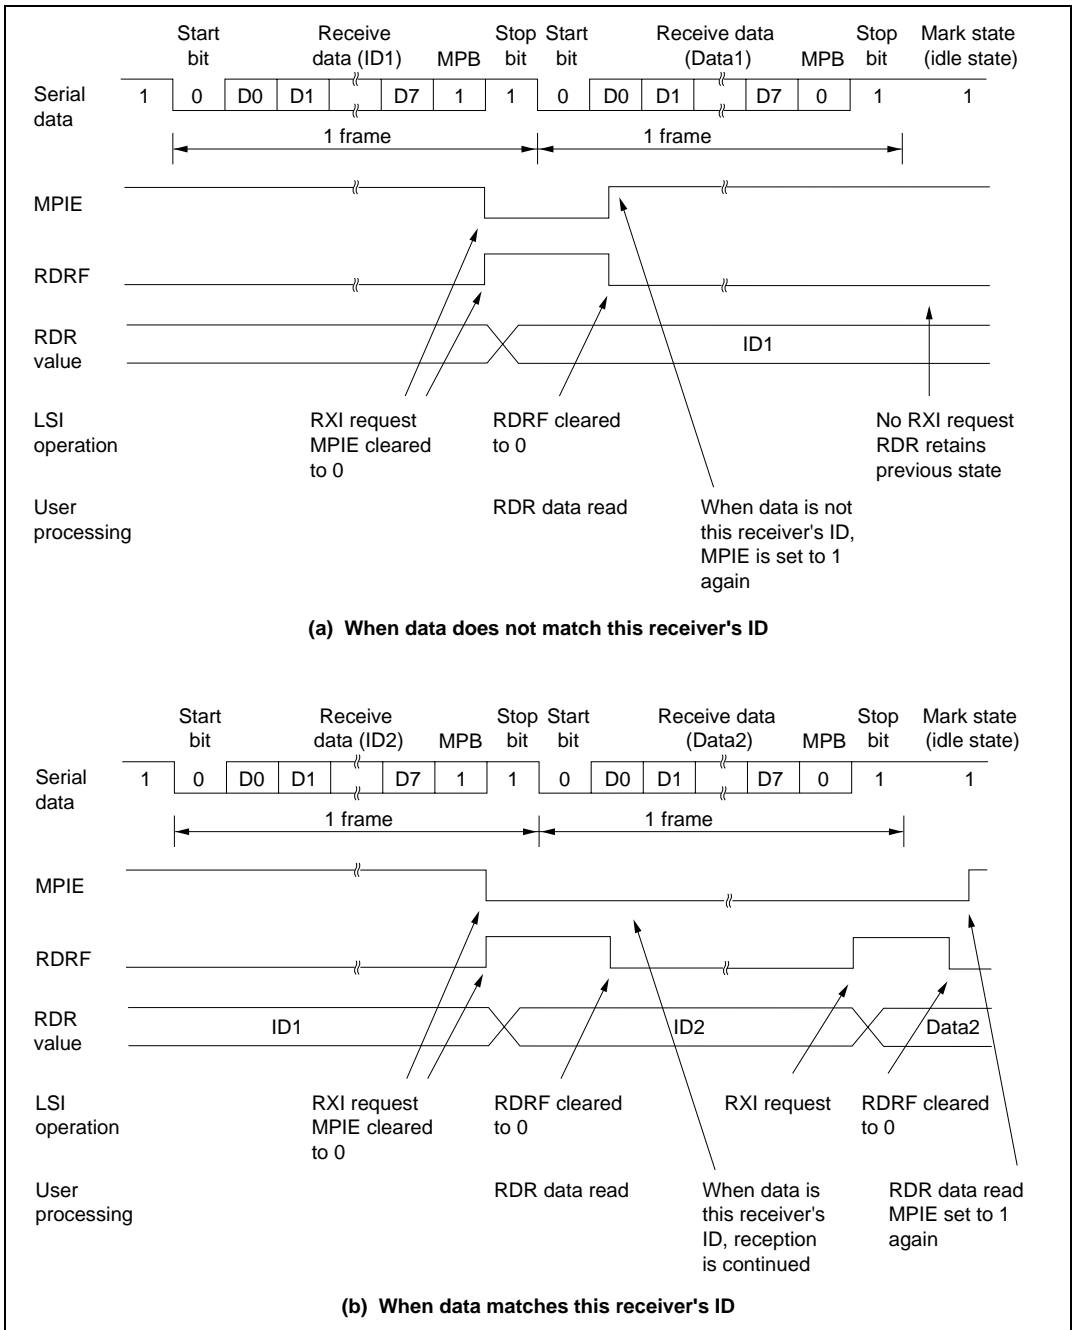 Start Receive Stop Start Receive data Stop Mark state
bit data (ID1) MPB bit bit (Data1) MPB bit (idle state)
Serial data 1 0 D0 D1 D7 1 1 0 D0 D1 D7 0 1 1
1 frame 1 frame
MPIE
RDRF
RDR value ID1
LSI operation
RXI request
MPIE cleared
to 0
RDRF cleared
to 0
No RXI request
RDR retains
previous state
User processing
RDR data read
When data is not
this receiver's ID,
MPIE is set to 1
again
(a) When data does not match this receiver's ID
Start Receive Stop Start Receive data Stop Mark state
bit data (ID2) MPB bit bit (Data2) MPB bit (idle state)
Serial data 1 0 D0 D1 D7 1 1 0 D0 D1 D7 0 1 1
1 frame 1 frame
MPIE
RDRF
RDR value ID1 ID2 Data2
LSI operation
RXI request
MPIE cleared
to 0
RDRF cleared
to 0
RXI request
RDRF cleared
to 0
User processing
RDR data read
When data is
this receiver's
ID, reception
is continued
RDR data read
MPIE set to 1
again
(b) When data matches this receiver's ID